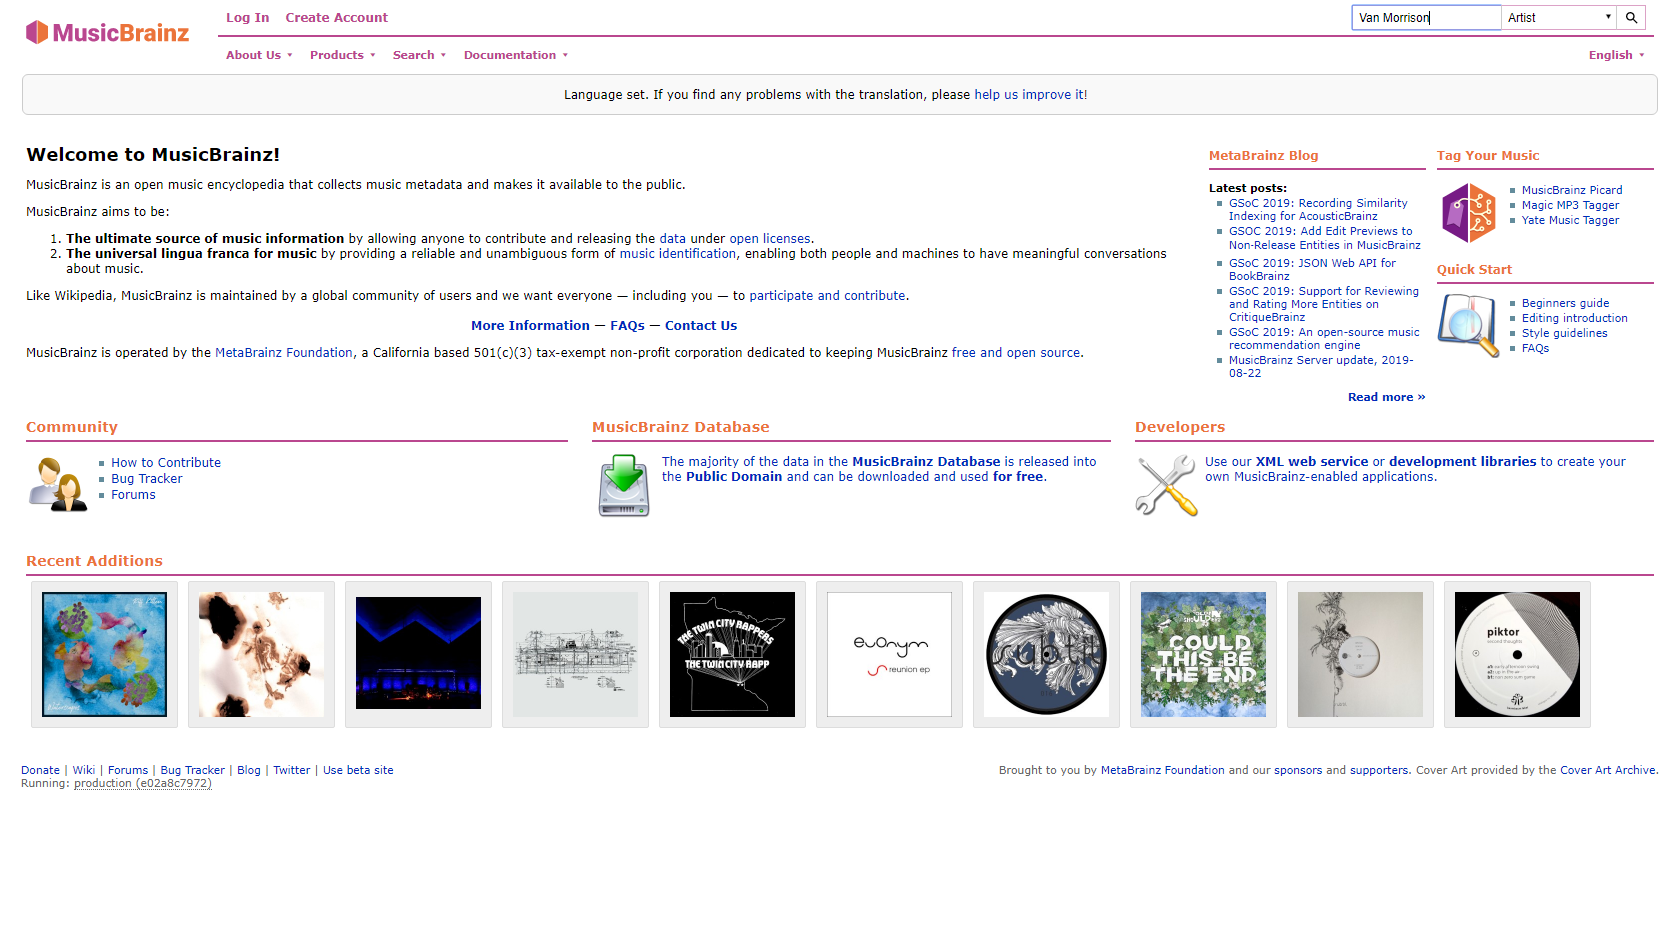 MusicBrainz
Log In Create Account
Van Morrison Artist
About Us Products Search Documentation English
Language set. If you find any problems with the translation, please help us improve it!
Welcome to MusicBrainz!
MusicBrainz is an open music encyclopedia that collects music metadata and makes it available to the public.
MusicBrainz aims to be:
1. The ultimate source of music information by allowing anyone to contribute and releasing the data under open licenses.
2. The universal lingua franca for music by providing a reliable and unambiguous form of music identification, enabling both people and machines to have meaningful conversations
about music.
Like Wikipedia, MusicBrainz is maintained by a global community of users and we want everyone — including you — to participate and contribute.
More Information — FAQs — Contact Us
MusicBrainz is operated by the MetaBrainz Foundation, a California based 501(c)(3) tax-exempt non-profit corporation dedicated to keeping MusicBrainz free and open source.
MetaBrainz Blog
Latest posts:
GSoC 2019: Recording Similarity
Indexing for AcousticBrainz
GSOC 2019: Add Edit Previews to
Non-Release Entities in MusicBrainz
GSoC 2019: JSON Web API for
BookBrainz
GSoC 2019: Support for Reviewing
and Rating More Entities on
CritiqueBrainz
GSoC 2019: An open-source music
recommendation engine
MusicBrainz Server update, 2019-
08-22
Read more »
Tag Your Music
MusicBrainz Picard
Magic MP3 Tagger
Yate Music Tagger
Quick Start
Beginners guide
Editing introduction
Style guidelines
FAQs
Community
How to Contribute
Bug Tracker
Forums
MusicBrainz Database
The majority of the data in the MusicBrainz Database is released into
the Public Domain and can be downloaded and used for free.
Developers
Use our XML web service or development libraries to create your
own MusicBrainz-enabled applications.
Recent Additions
THE TWIN CITY RAPPERS
THE TWIN CITY RAPP
euonym
reunion ep
COULD
THIS BE
THE END
piktor
second thoughts
Donate | Wiki | Forums | Bug Tracker | Blog | Twitter | Use beta site
Running: production (e02a8c7972)
Brought to you by MetaBrainz Foundation and our sponsors and supporters. Cover Art provided by the Cover Art Archive.